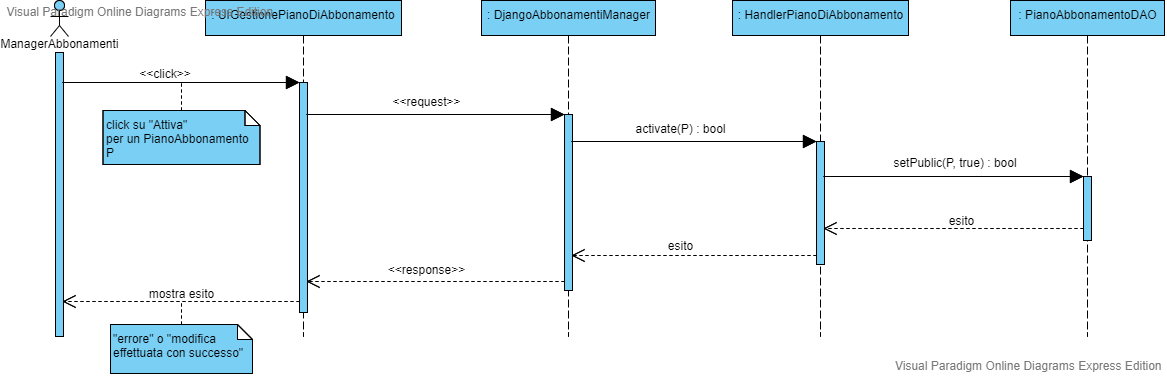 Visual Paradigm Online Diagrams Express Edition
: UIGestionePianoDiAbbonamento
: DjangoAbbonamentiManager
: HandlerPianoDiAbbonamento
: PianoAbbonamentoDAO
ManagerAbbonamenti
<<click>>
click su "Attiva"
per un PianoAbbonamento
P
<<request>>
activate(P) : bool
setPublic(P, true) : bool
esito
esito
<<response>>
mostra esito
"errore" o "modifica
effettuata con successo"
Visual Paradigm Online Diagrams Express Edition